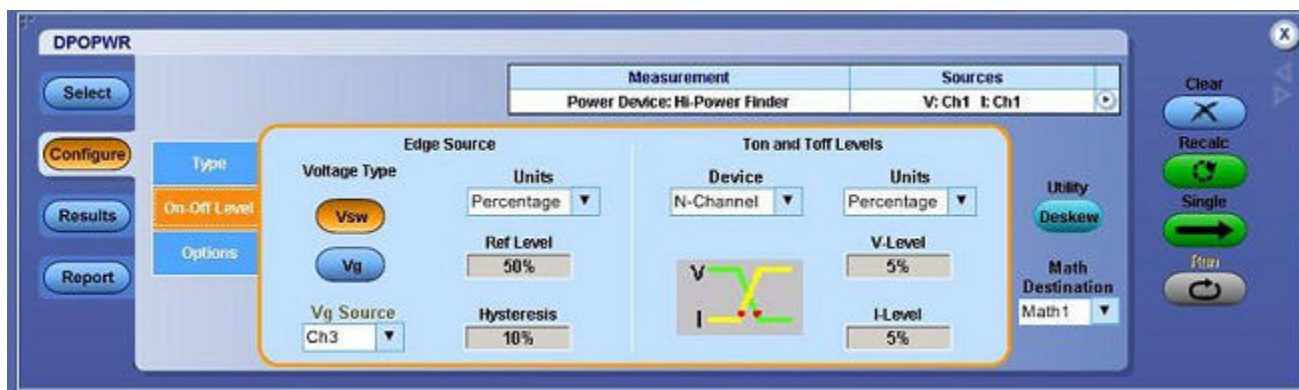 DPOPWR
X
Select
Configure
Results
Report
Type
On-Off Level
Options
Measurement
Sources
Power Device: Hi-Power Finder
V: Ch1 I: Ch1
Edge Source
Voltage Type
Vsw
Vg
Vg Source
Ch3
Units
Percentage
Ref Level
50%
Hysteresis
10%
Ton and Toff Levels
Device
N-Channel
V
I
Units
Percentage
V-Level
5%
I-Level
5%
Utility
Deskew
Math
Destination
Math1
Clear
Recalc
Single
Run